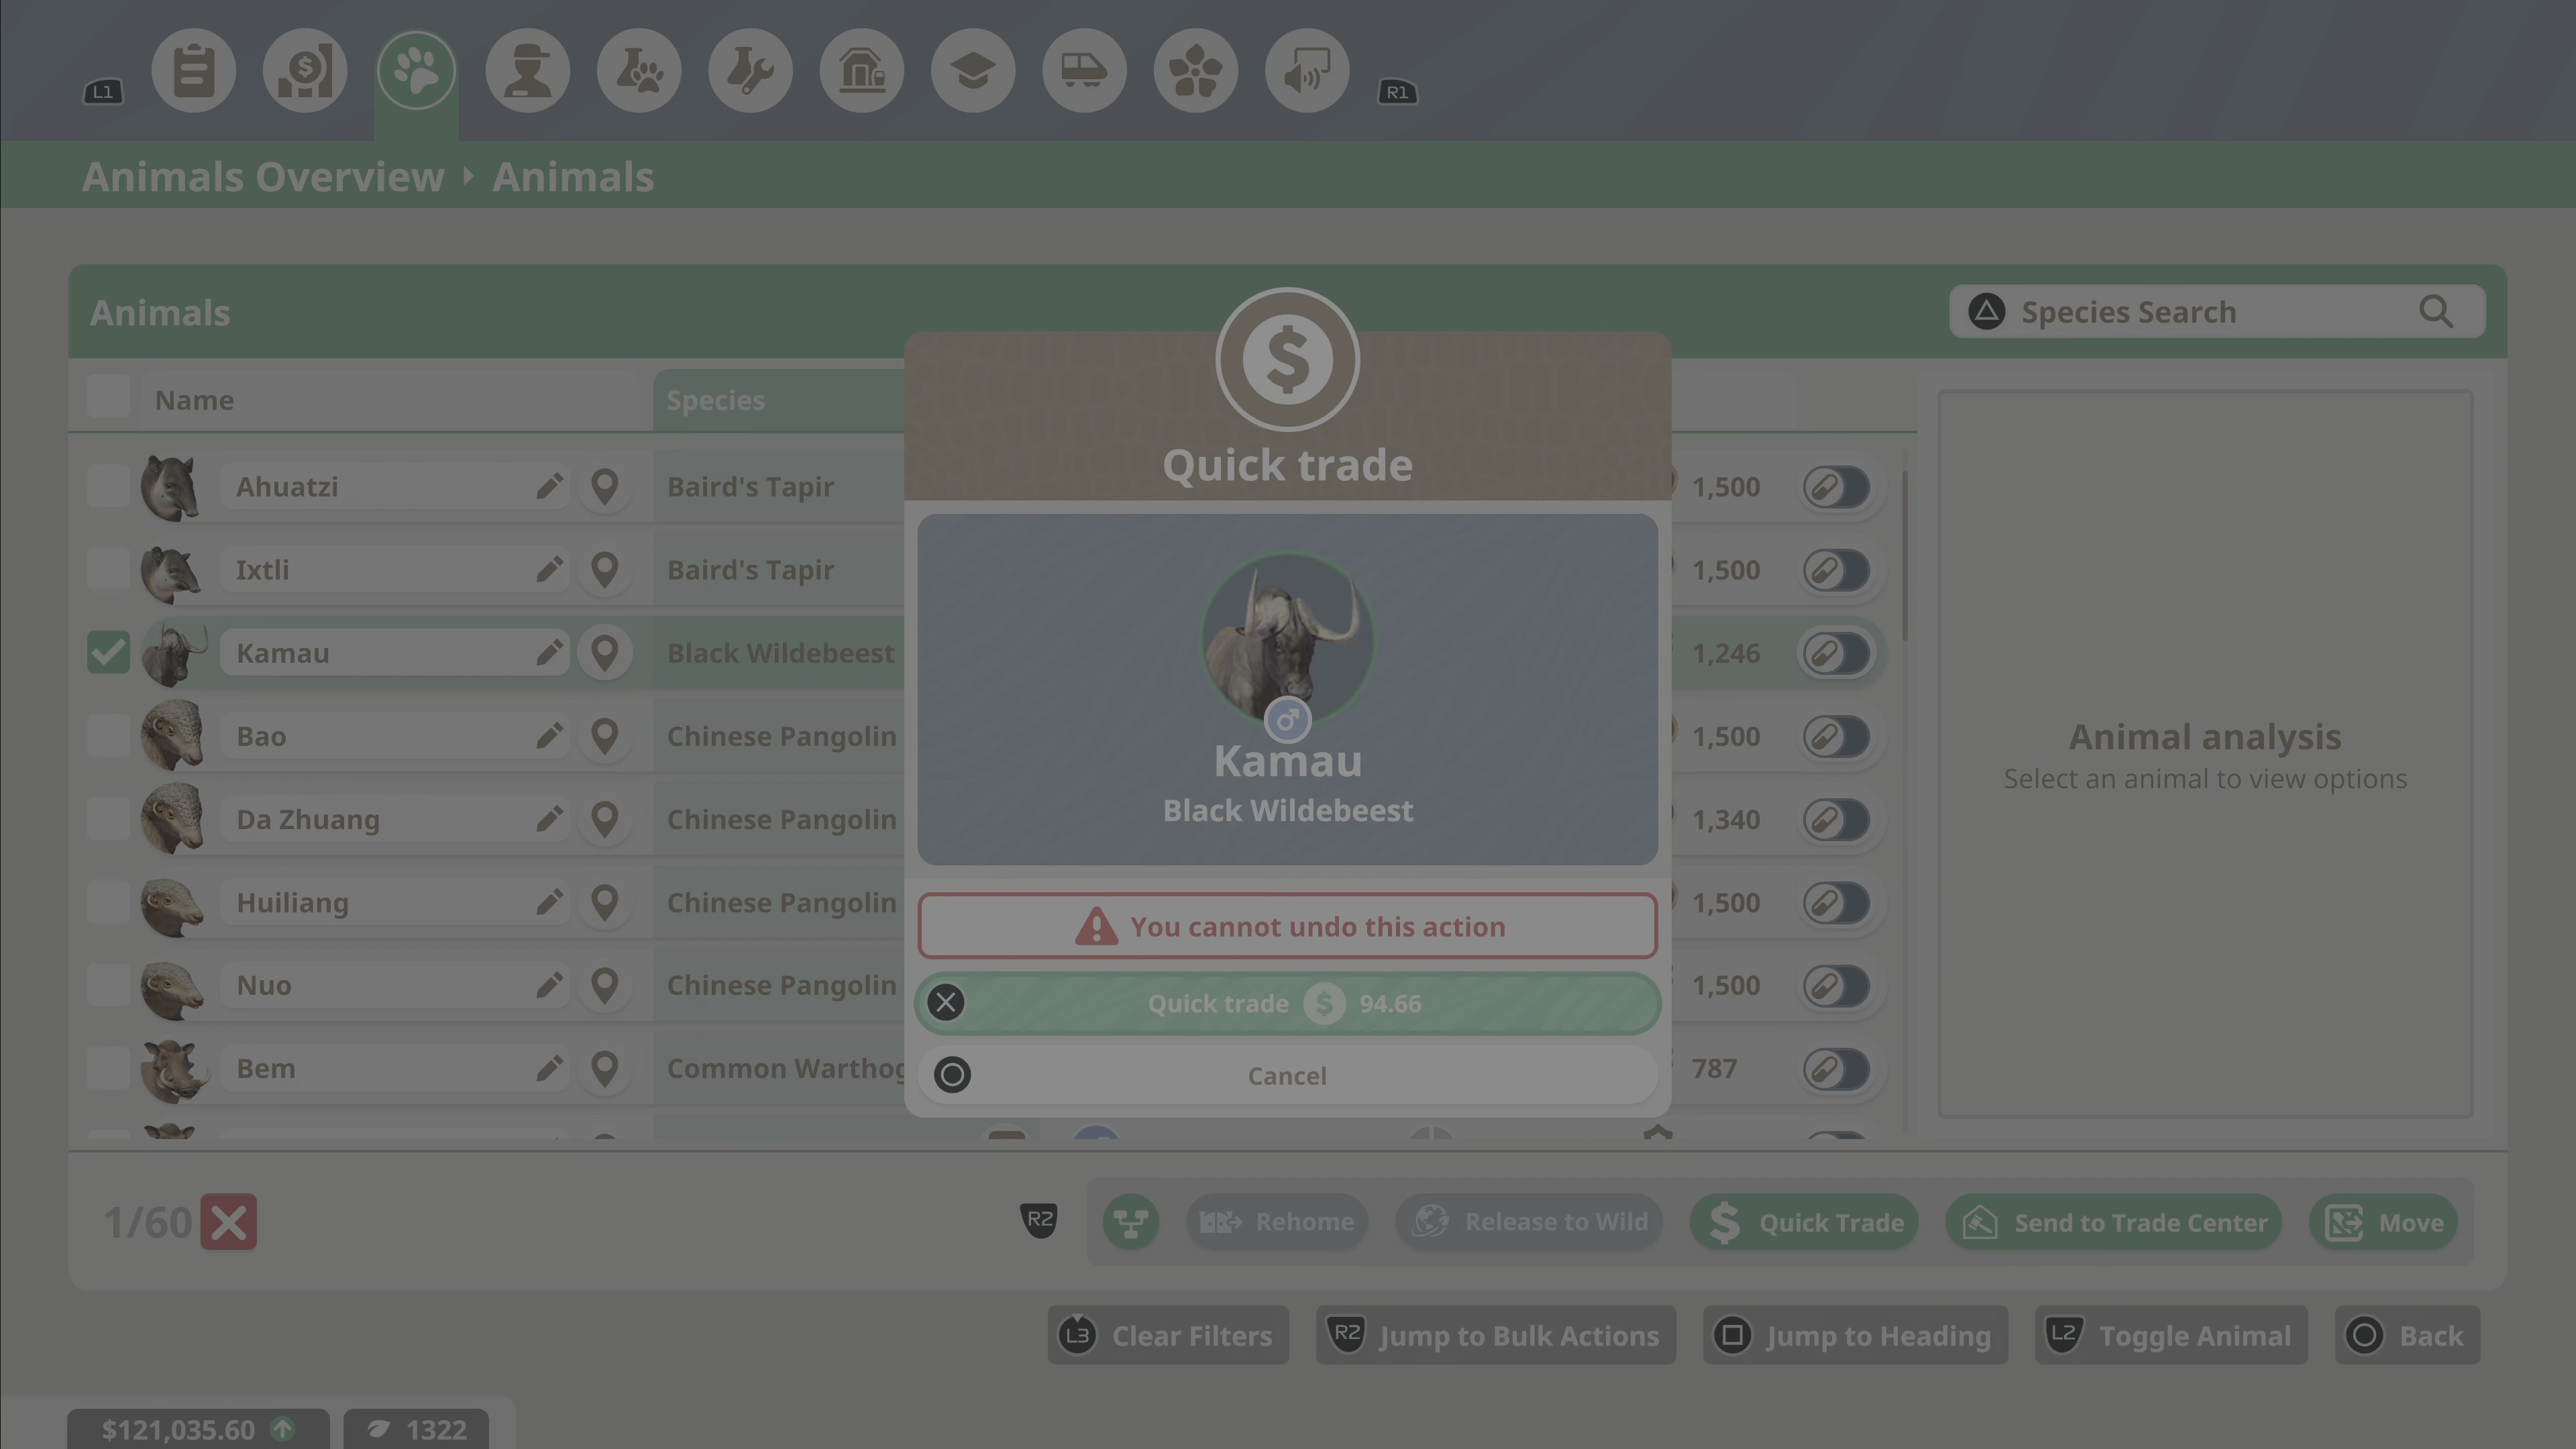 L1
R1
Animals Overview ▸ Animals
Animals
Species Search
Name
Species
Quick trade
Ahuatzi
Baird's Tapir
1,500
Ixtli
Baird's Tapir
1,500
Kamau
Black Wildebeest
1,246
Bao
Chinese Pangolin
1,500
Da Zhuang
Chinese Pangolin
1,340
Huiliang
Chinese Pangolin
1,500
Nuo
Chinese Pangolin
1,500
Bem
787
Kamau
Black Wildebeest
You cannot undo this action
Quick trade $ 94.66
Cancel
Animal analysis
Select an animal to view options
1/60
R2
Rehome
Release to Wild
$ Quick Trade
Send to Trade Center
Move
L3 Clear Filters
R2 Jump to Bulk Actions
Jump to Heading
L2 Toggle Animal
Back
$121,035.60
1322